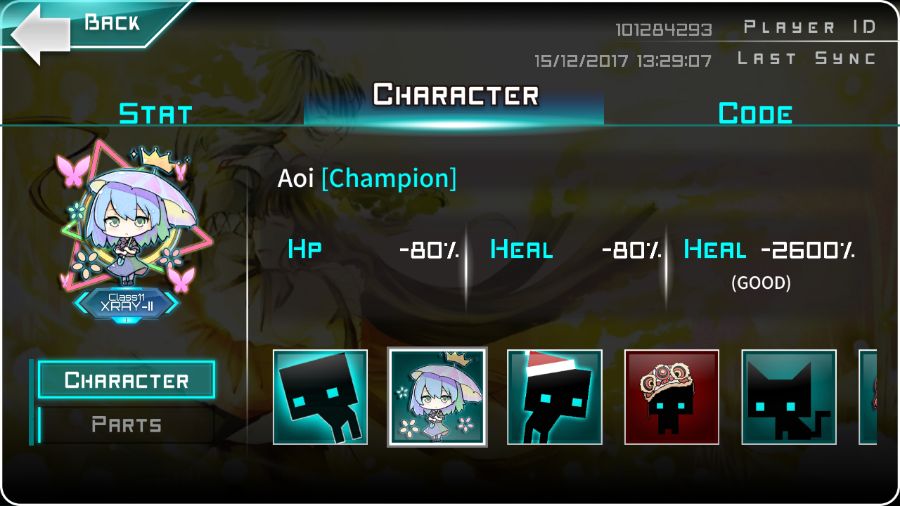 BACK
101284293 PLAYER ID
15/12/2017 13:29:07 LAST SYNC
STAT
CHARACTER
CODE
Aoi [Champion]
HP -80% HEAL -80% HEAL -2600%
(GOOD)
Class11
XRAY-II
CHARACTER
PARTS